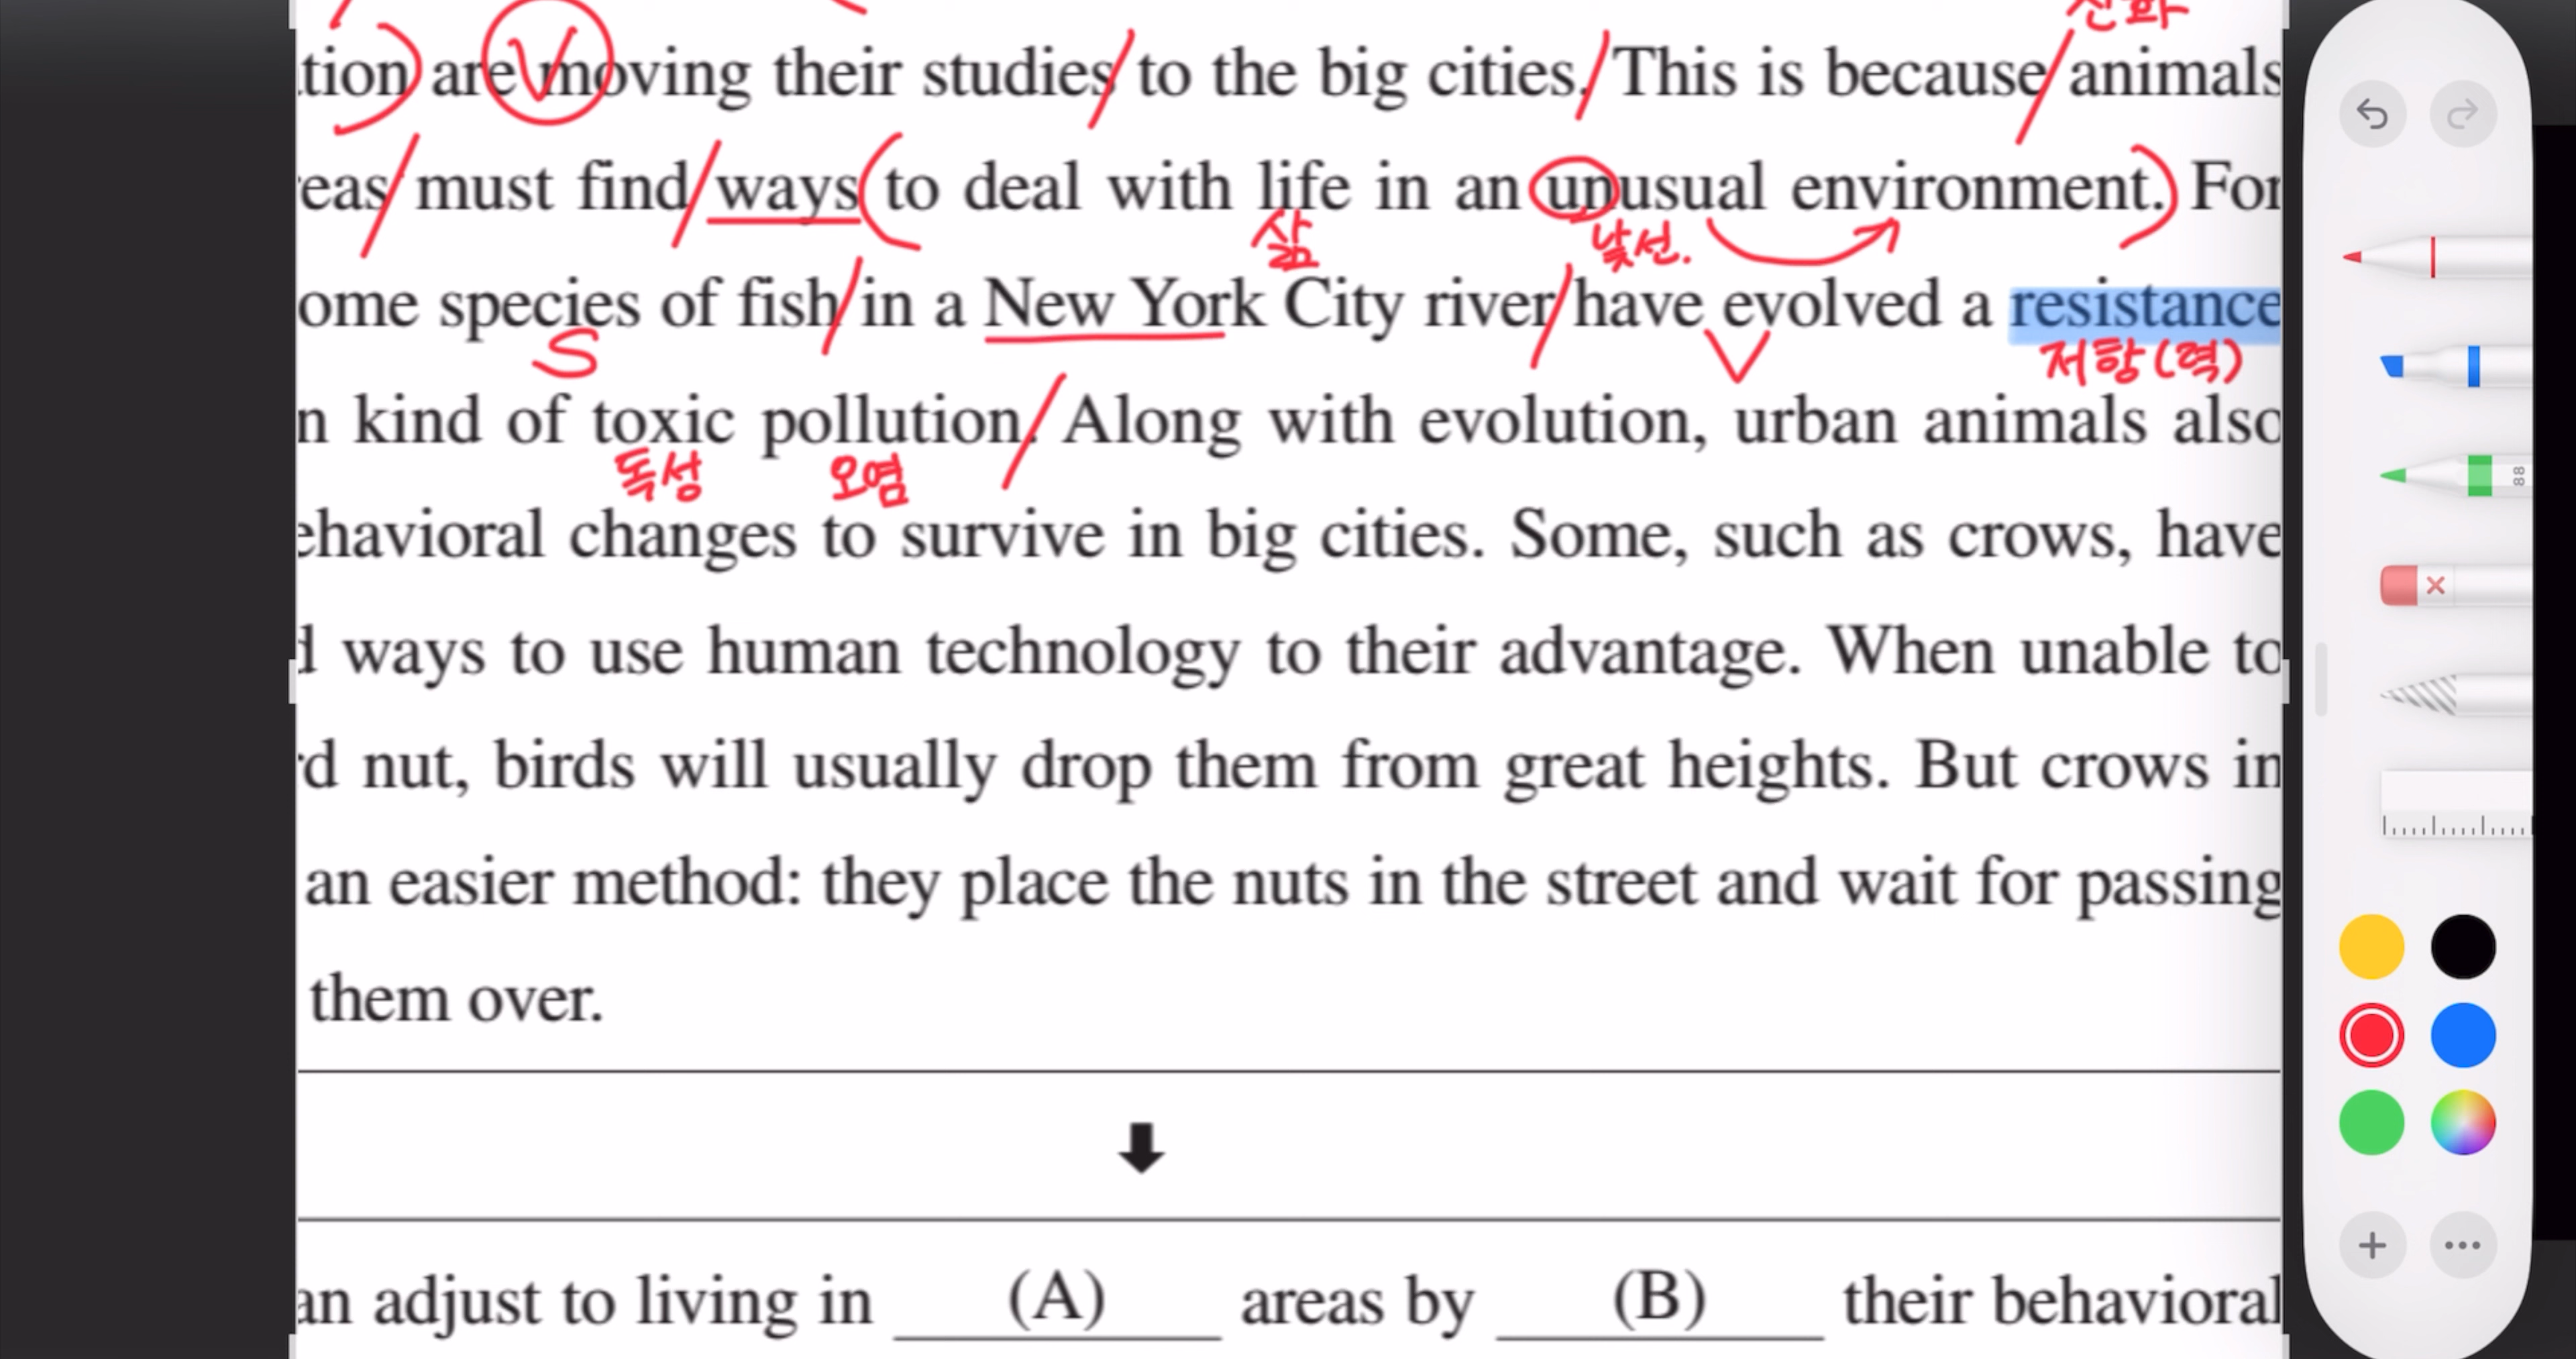 진화
tion) are moving their studies to the big cities. This is because animals
eas must find ways (to deal with life in an unusual environment.) For
삶 낯선.
ome species of fish in a New York City river have evolved a resistance
S V 저항(력)
n kind of toxic pollution. Along with evolution, urban animals also
독성 오염
ehavioral changes to survive in big cities. Some, such as crows, have
d ways to use human technology to their advantage. When unable to
rd nut, birds will usually drop them from great heights. But crows in
an easier method: they place the nuts in the street and wait for passing
them over.
an adjust to living in (A) areas by (B) their behavioral
88